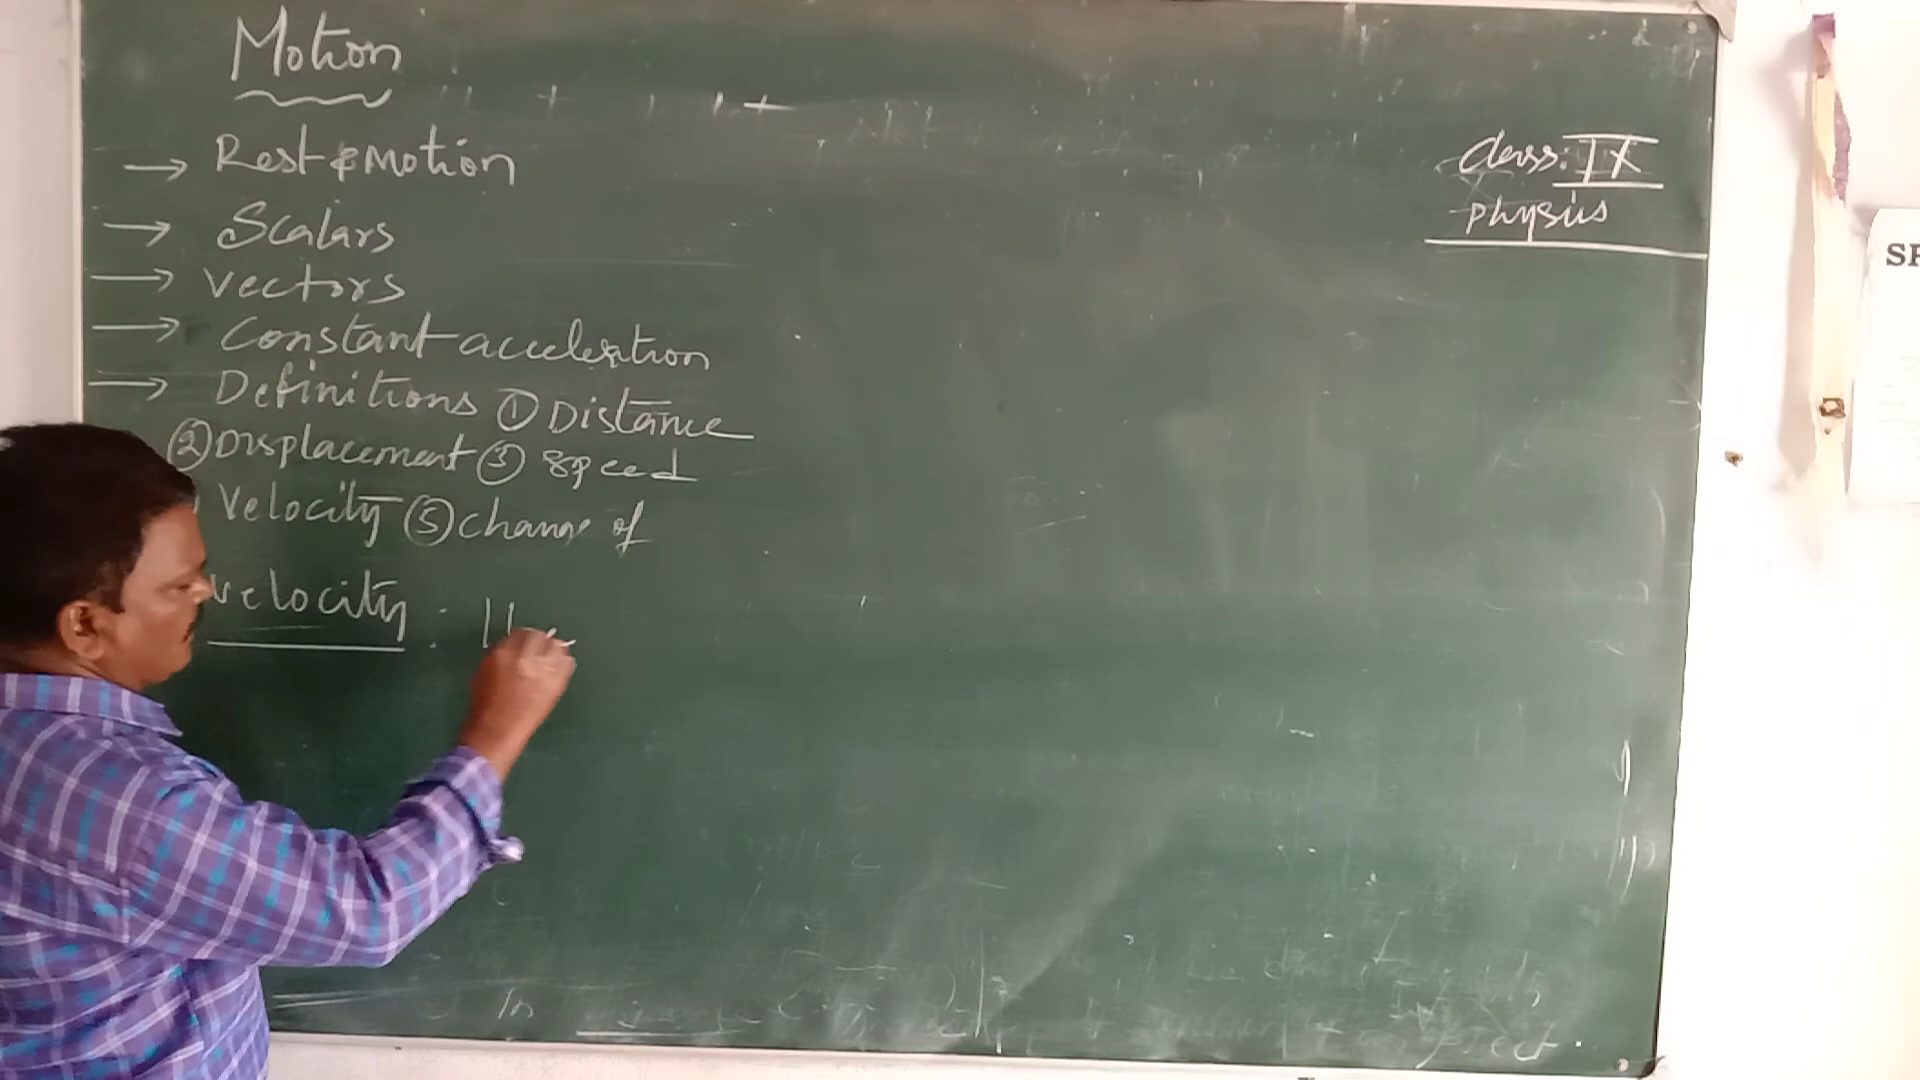 Motion
→ Rest & Motion
→ Scalars
→ Vectors
→ Constant acceleration
→ Definitions ① Distance
② Displacement ③ Speed
Velocity ⑤ Change of
Velocity :
Class: IX
Physics